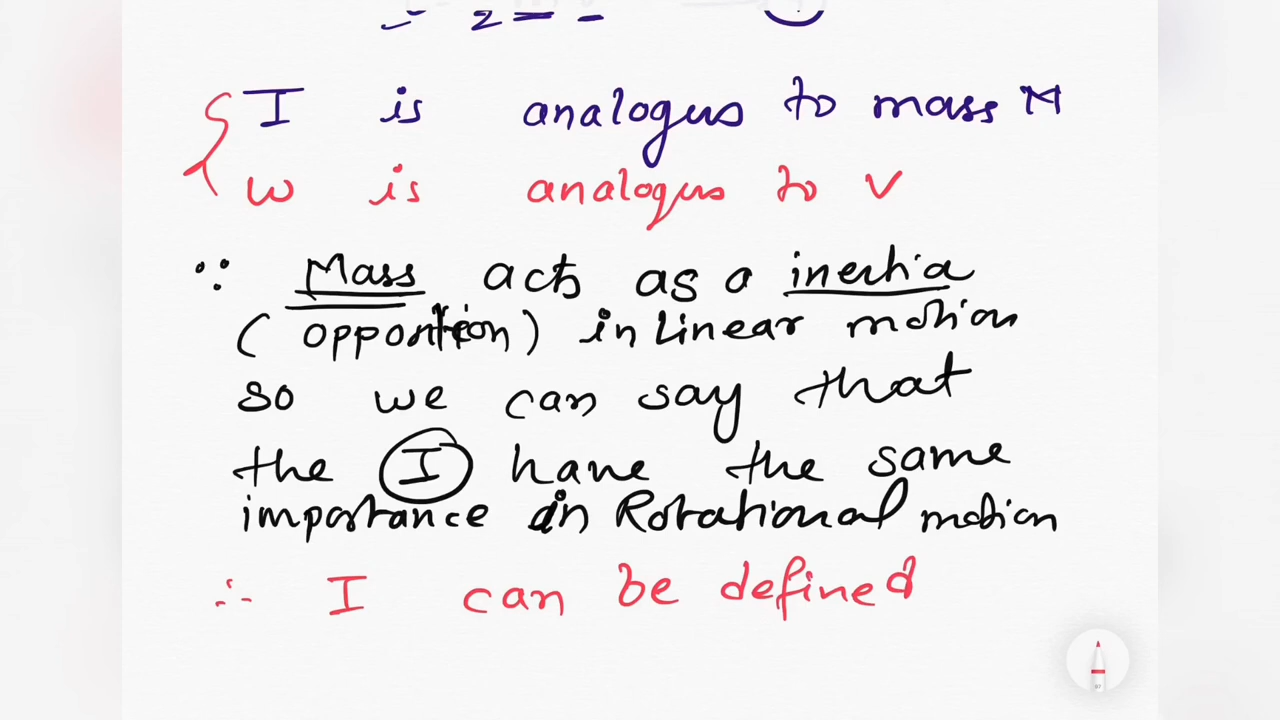 I is analogus to mass M
w is analogus to v
∵ Mass acts as a inertia
( opposition ) in Linear motion
so we can say that
the I have the same
importance in Rotational motion
∴ I can be defined